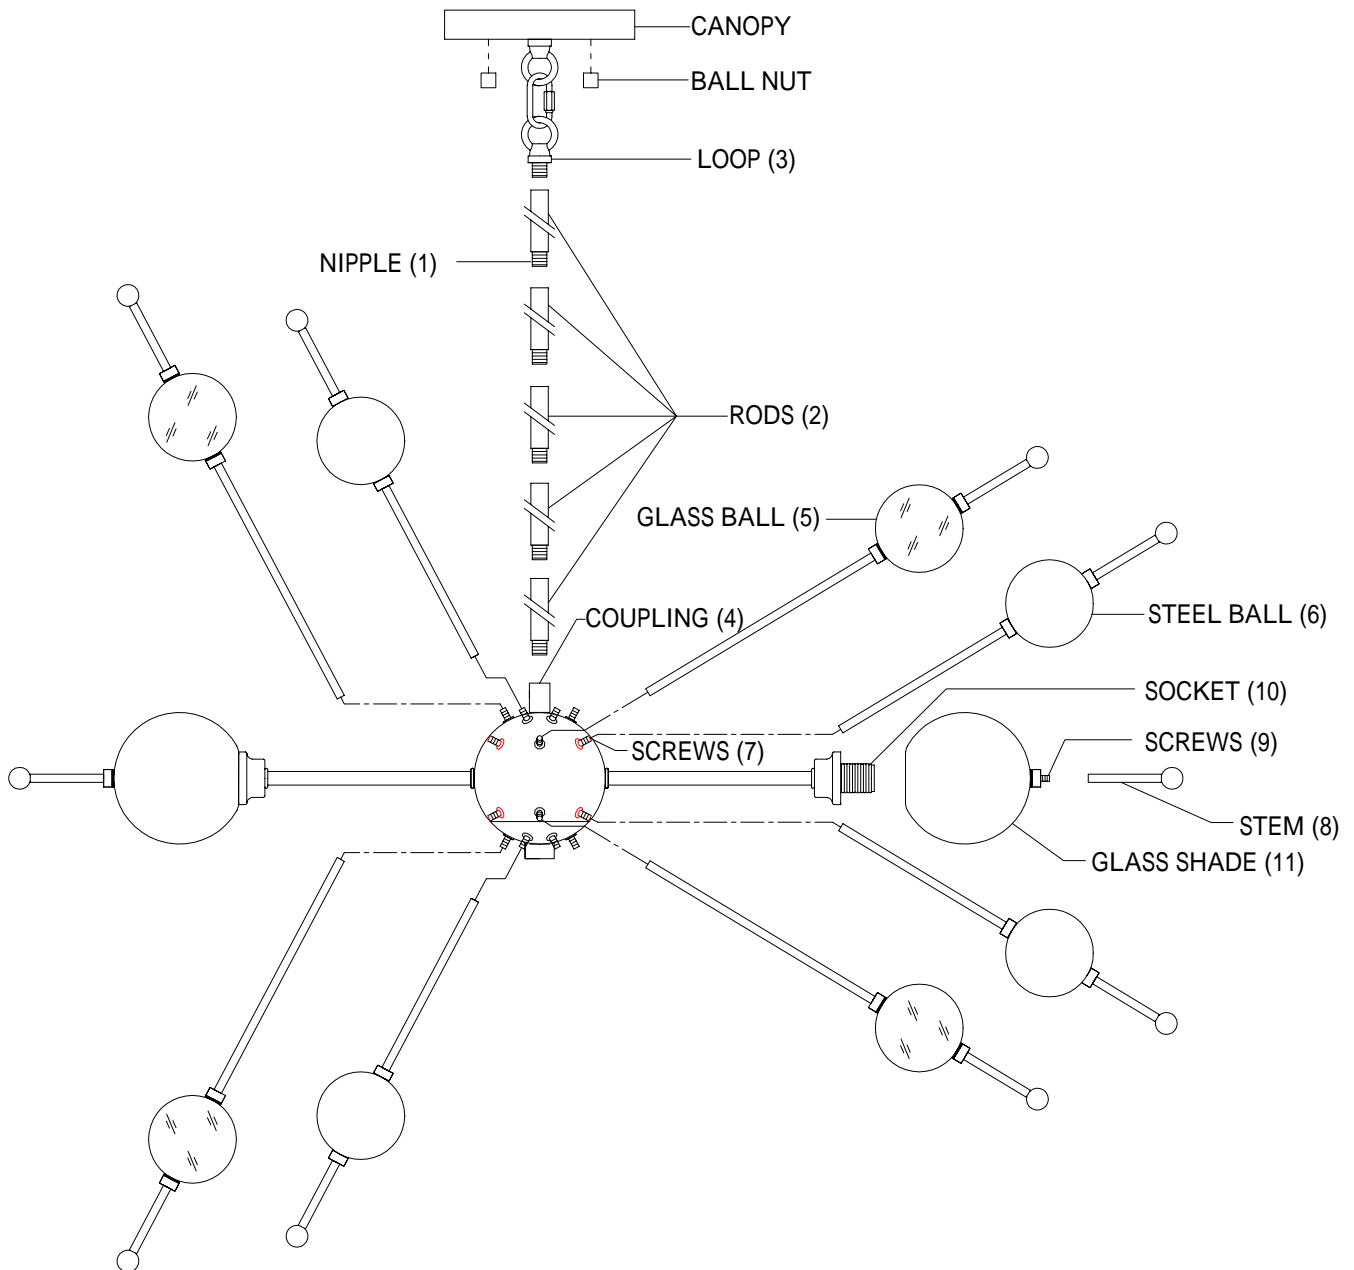 CANOPY
BALL NUT
LOOP (3)
NIPPLE (1)
RODS (2)
GLASS BALL (5)
COUPLING (4)
STEEL BALL (6)
SOCKET (10)
SCREWS (7)
SCREWS (9)
STEM (8)
GLASS SHADE (11)